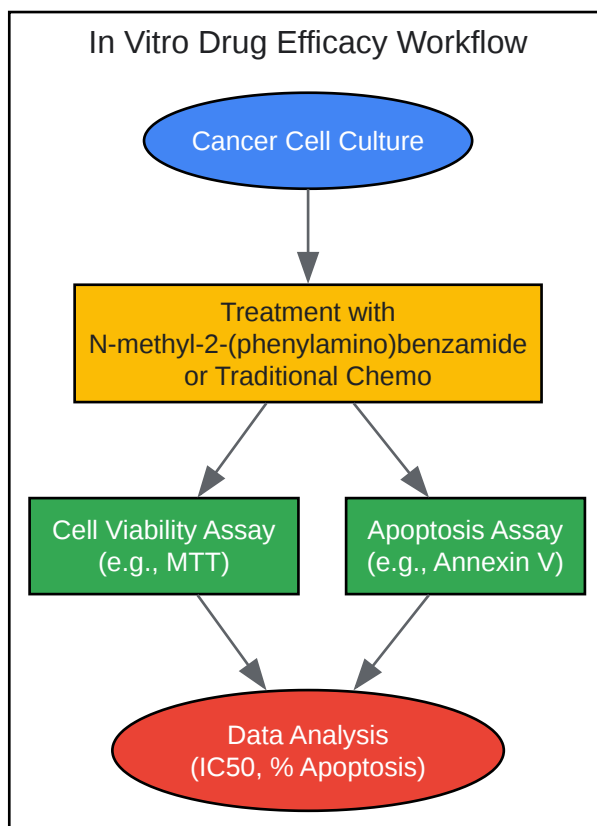 In Vitro Drug Efficacy Workflow
Cancer Cell Culture
Treatment with
N-methyl-2-(phenylamino)benzamide
or Traditional Chemo
Cell Viability Assay
(e.g., MTT)
Apoptosis Assay
(e.g., Annexin V)
Data Analysis
(IC50, % Apoptosis)